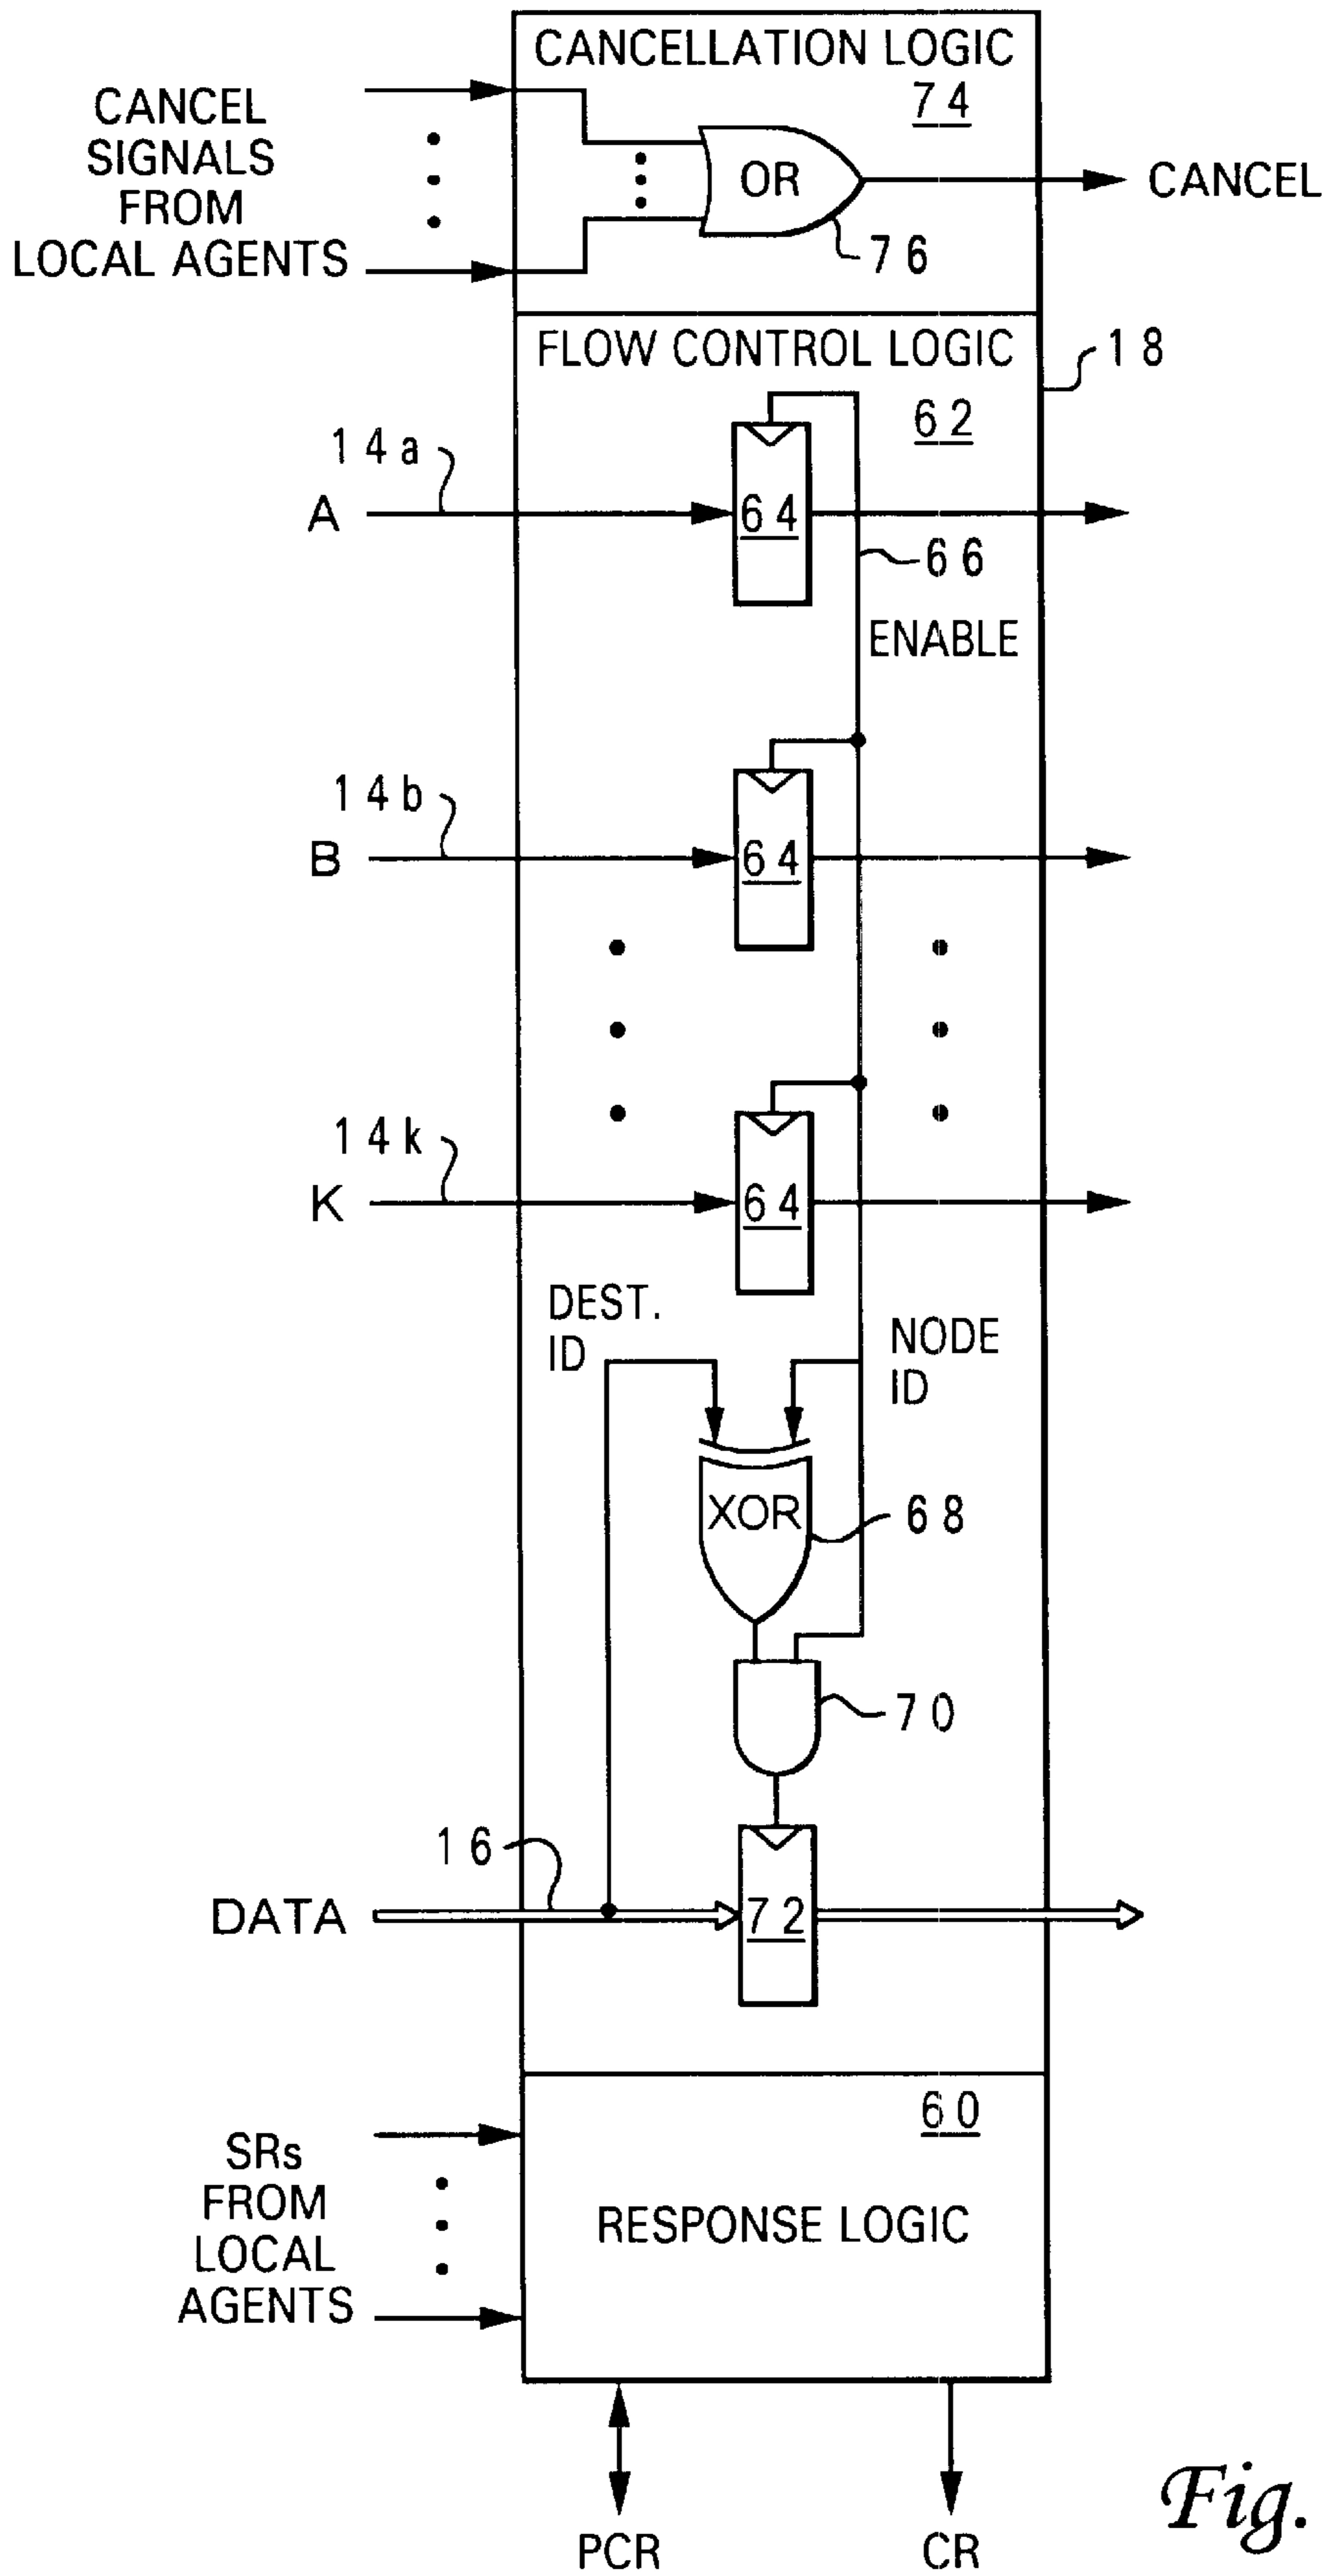 CANCELLATION LOGIC
74
CANCEL
SIGNALS
FROM
LOCAL AGENTS
OR
CANCEL
76
FLOW CONTROL LOGIC
18
62
14a
A
64
66
ENABLE
14b
B
64
14k
K
64
DEST.
ID
NODE
ID
XOR
68
70
16
DATA
72
60
SRs
FROM
LOCAL
AGENTS
RESPONSE LOGIC
PCR
CR
Fig.